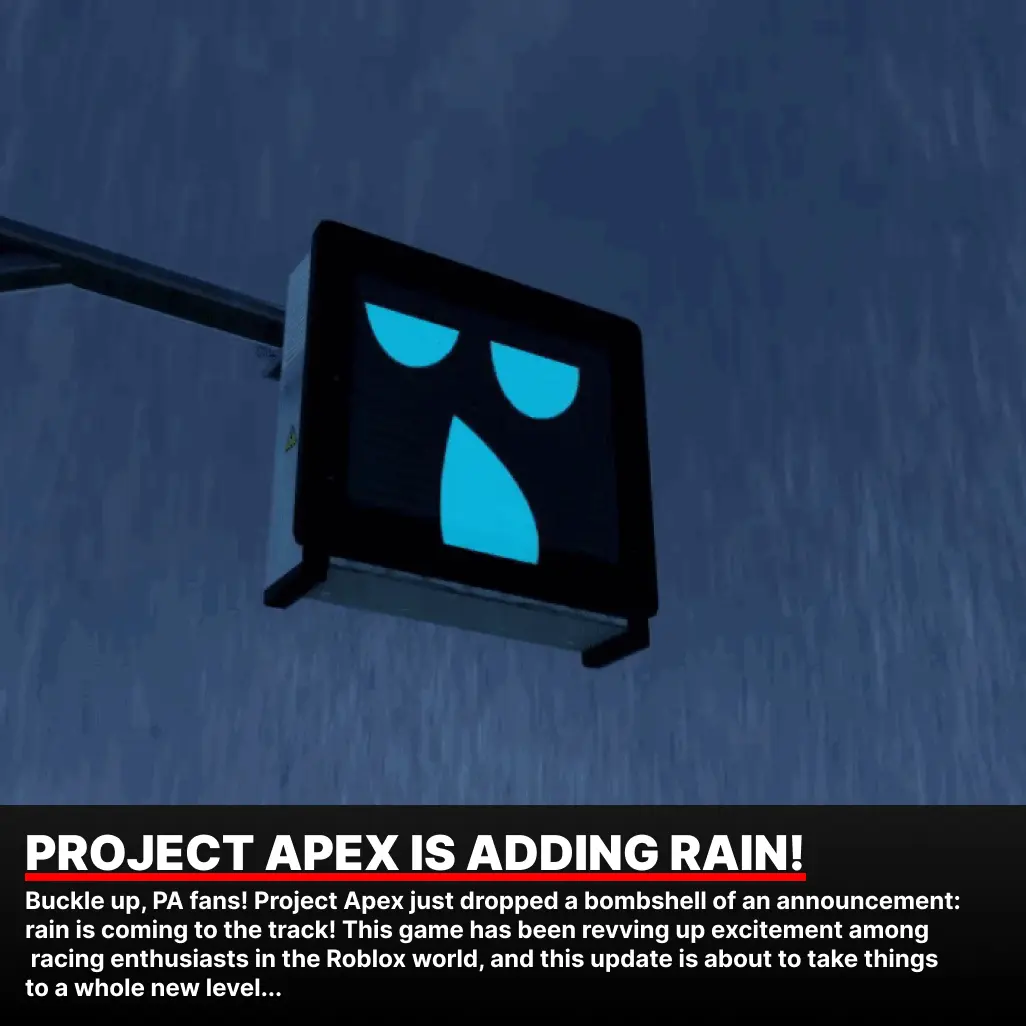 PROJECT APEX IS ADDING RAIN!
Buckle up, PA fans! Project Apex just dropped a bombshell of an announcement:
rain is coming to the track! This game has been revving up excitement among
racing enthusiasts in the Roblox world, and this update is about to take things
to a whole new level...